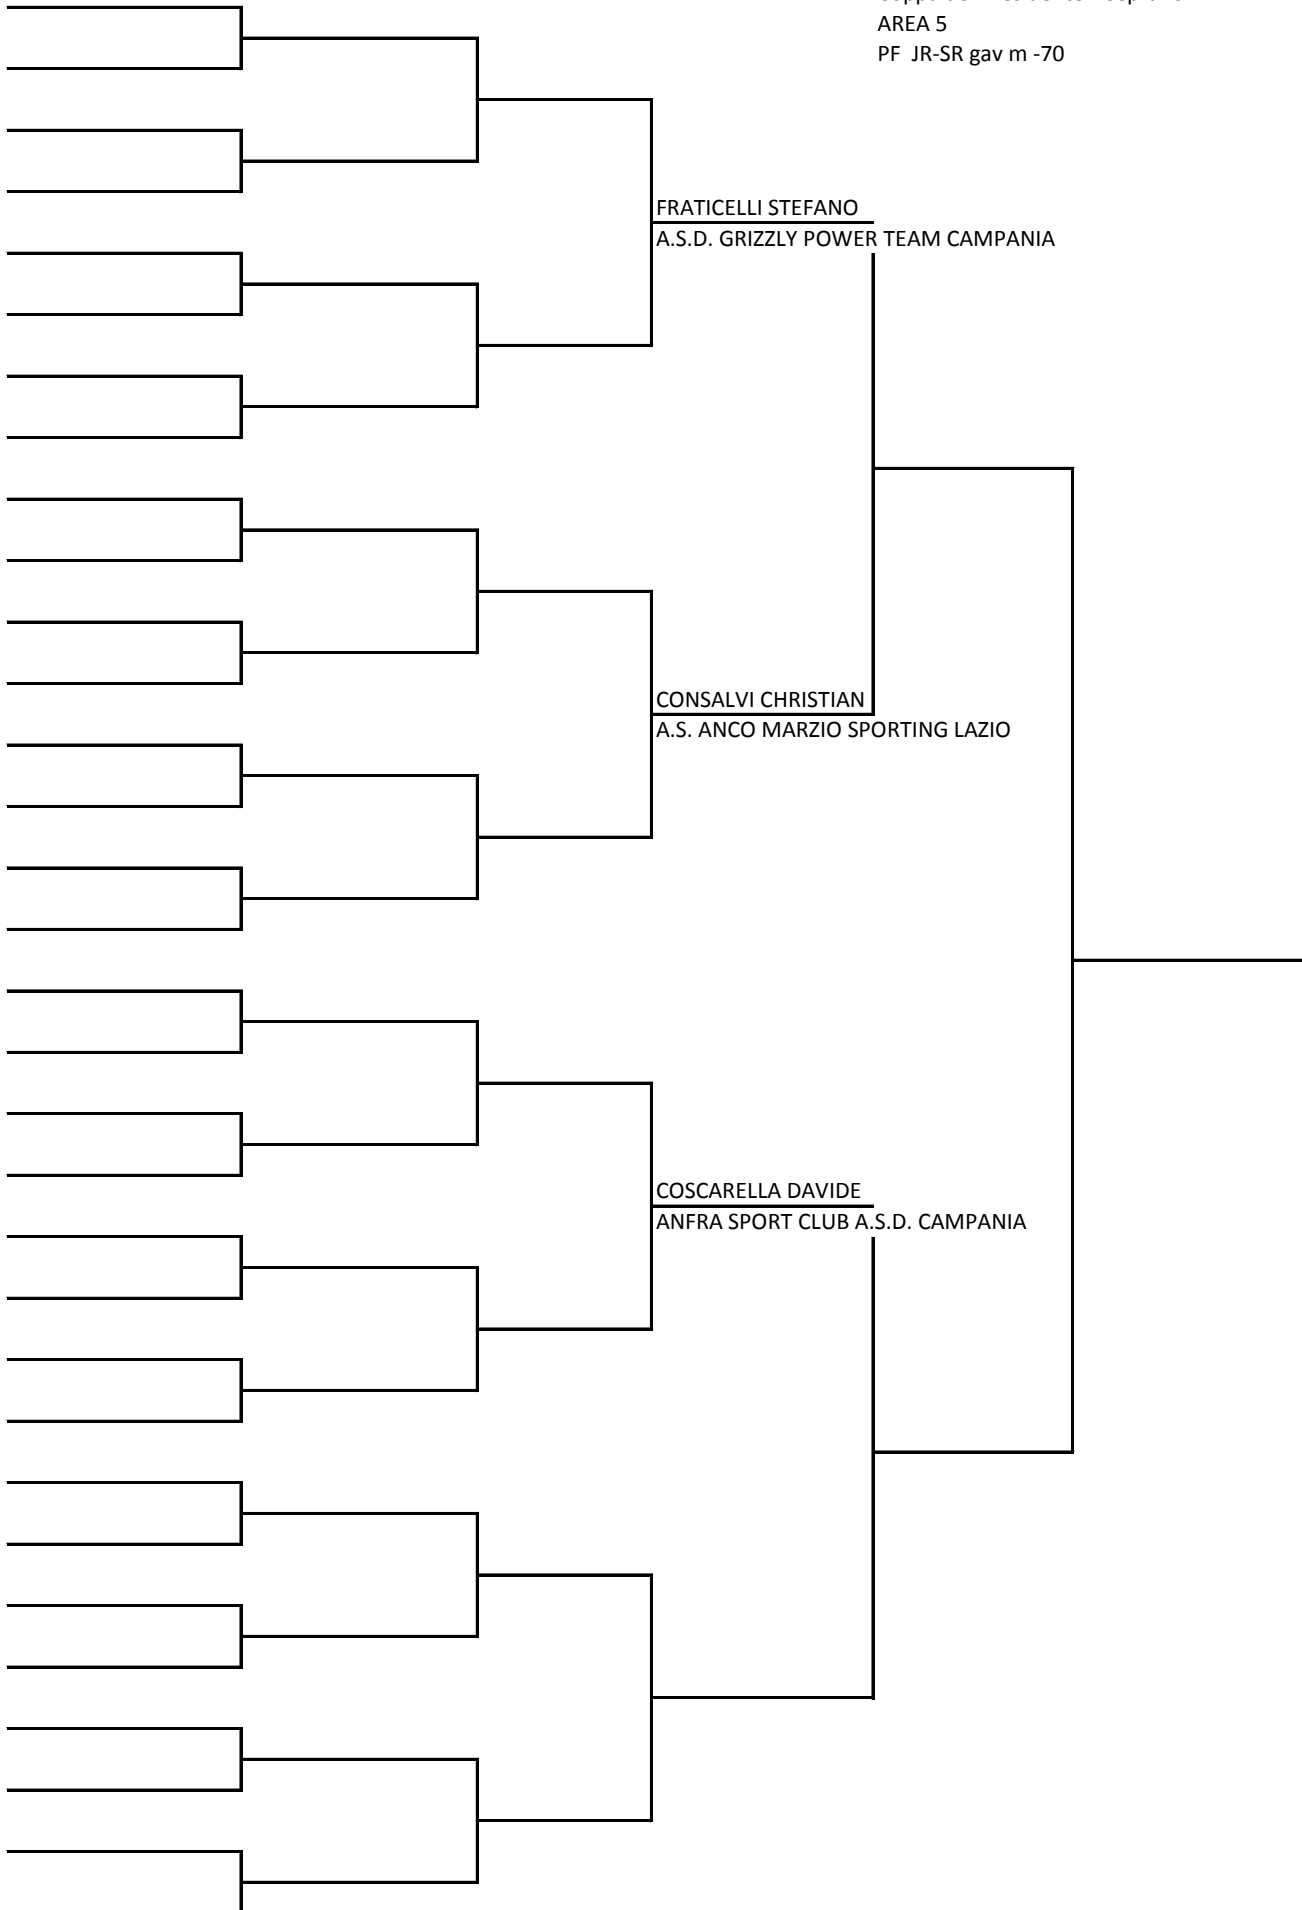 AREA 5
PF JR-SR gav m -70
FRATICELLI STEFANO
A.S.D. GRIZZLY POWER TEAM CAMPANIA
CONSALVI CHRISTIAN
A.S. ANCO MARZIO SPORTING LAZIO
COSCARELLA DAVIDE
ANFRA SPORT CLUB A.S.D. CAMPANIA